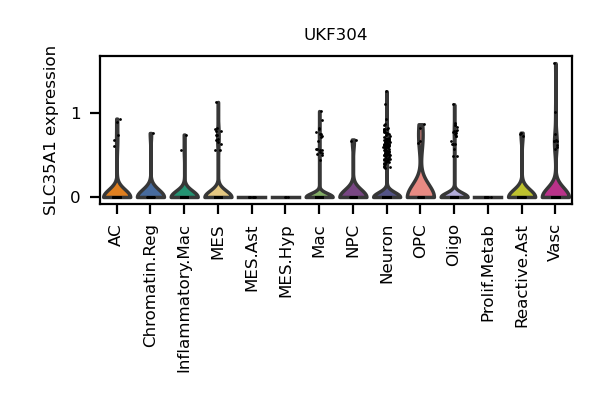 UKF304
SLC35A1 expression
1
0
AC
Chromatin.Reg
Inflammatory.Mac
MES
MES.Ast
MES.Hyp
Mac
NPC
Neuron
OPC
Oligo
Prolif.Metab
Reactive.Ast
Vasc